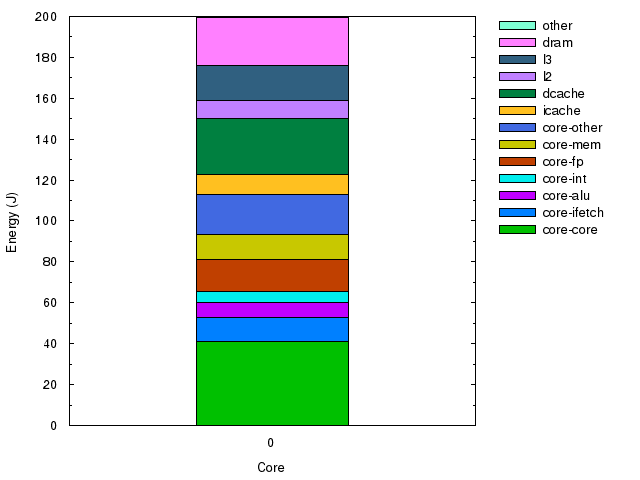 200
180
160
140
120
100
80
60
40
20
0
Energy (J)
0
Core
other
dram
l3
l2
dcache
icache
core-other
core-mem
core-fp
core-int
core-alu
core-ifetch
core-core